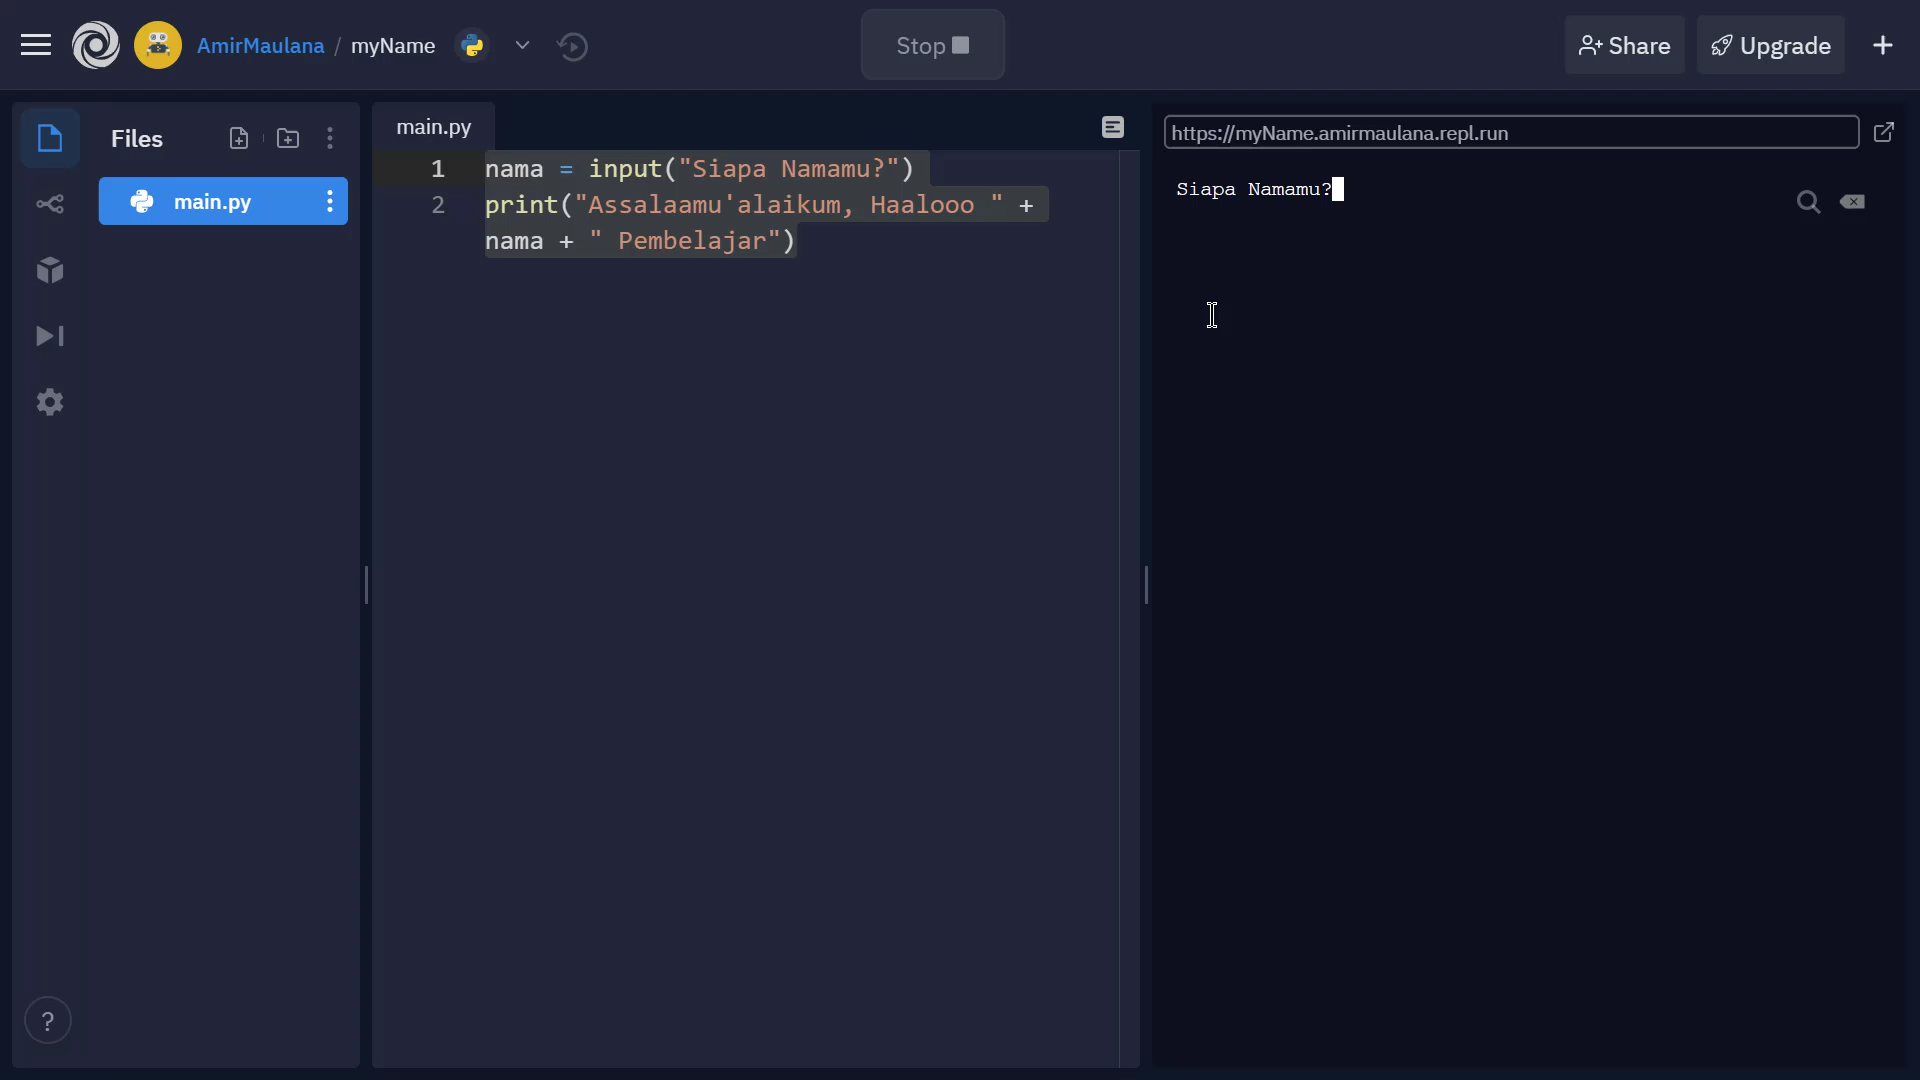 AmirMaulana / myName
Stop
Share
Upgrade
Files
main.py
main.py
1 nama = input("Siapa Namamu?")
2 print("Assalaamu'alaikum, Haalooo " +
nama + " Pembelajar")
https://myName.amirmaulana.repl.run
Siapa Namamu?
?